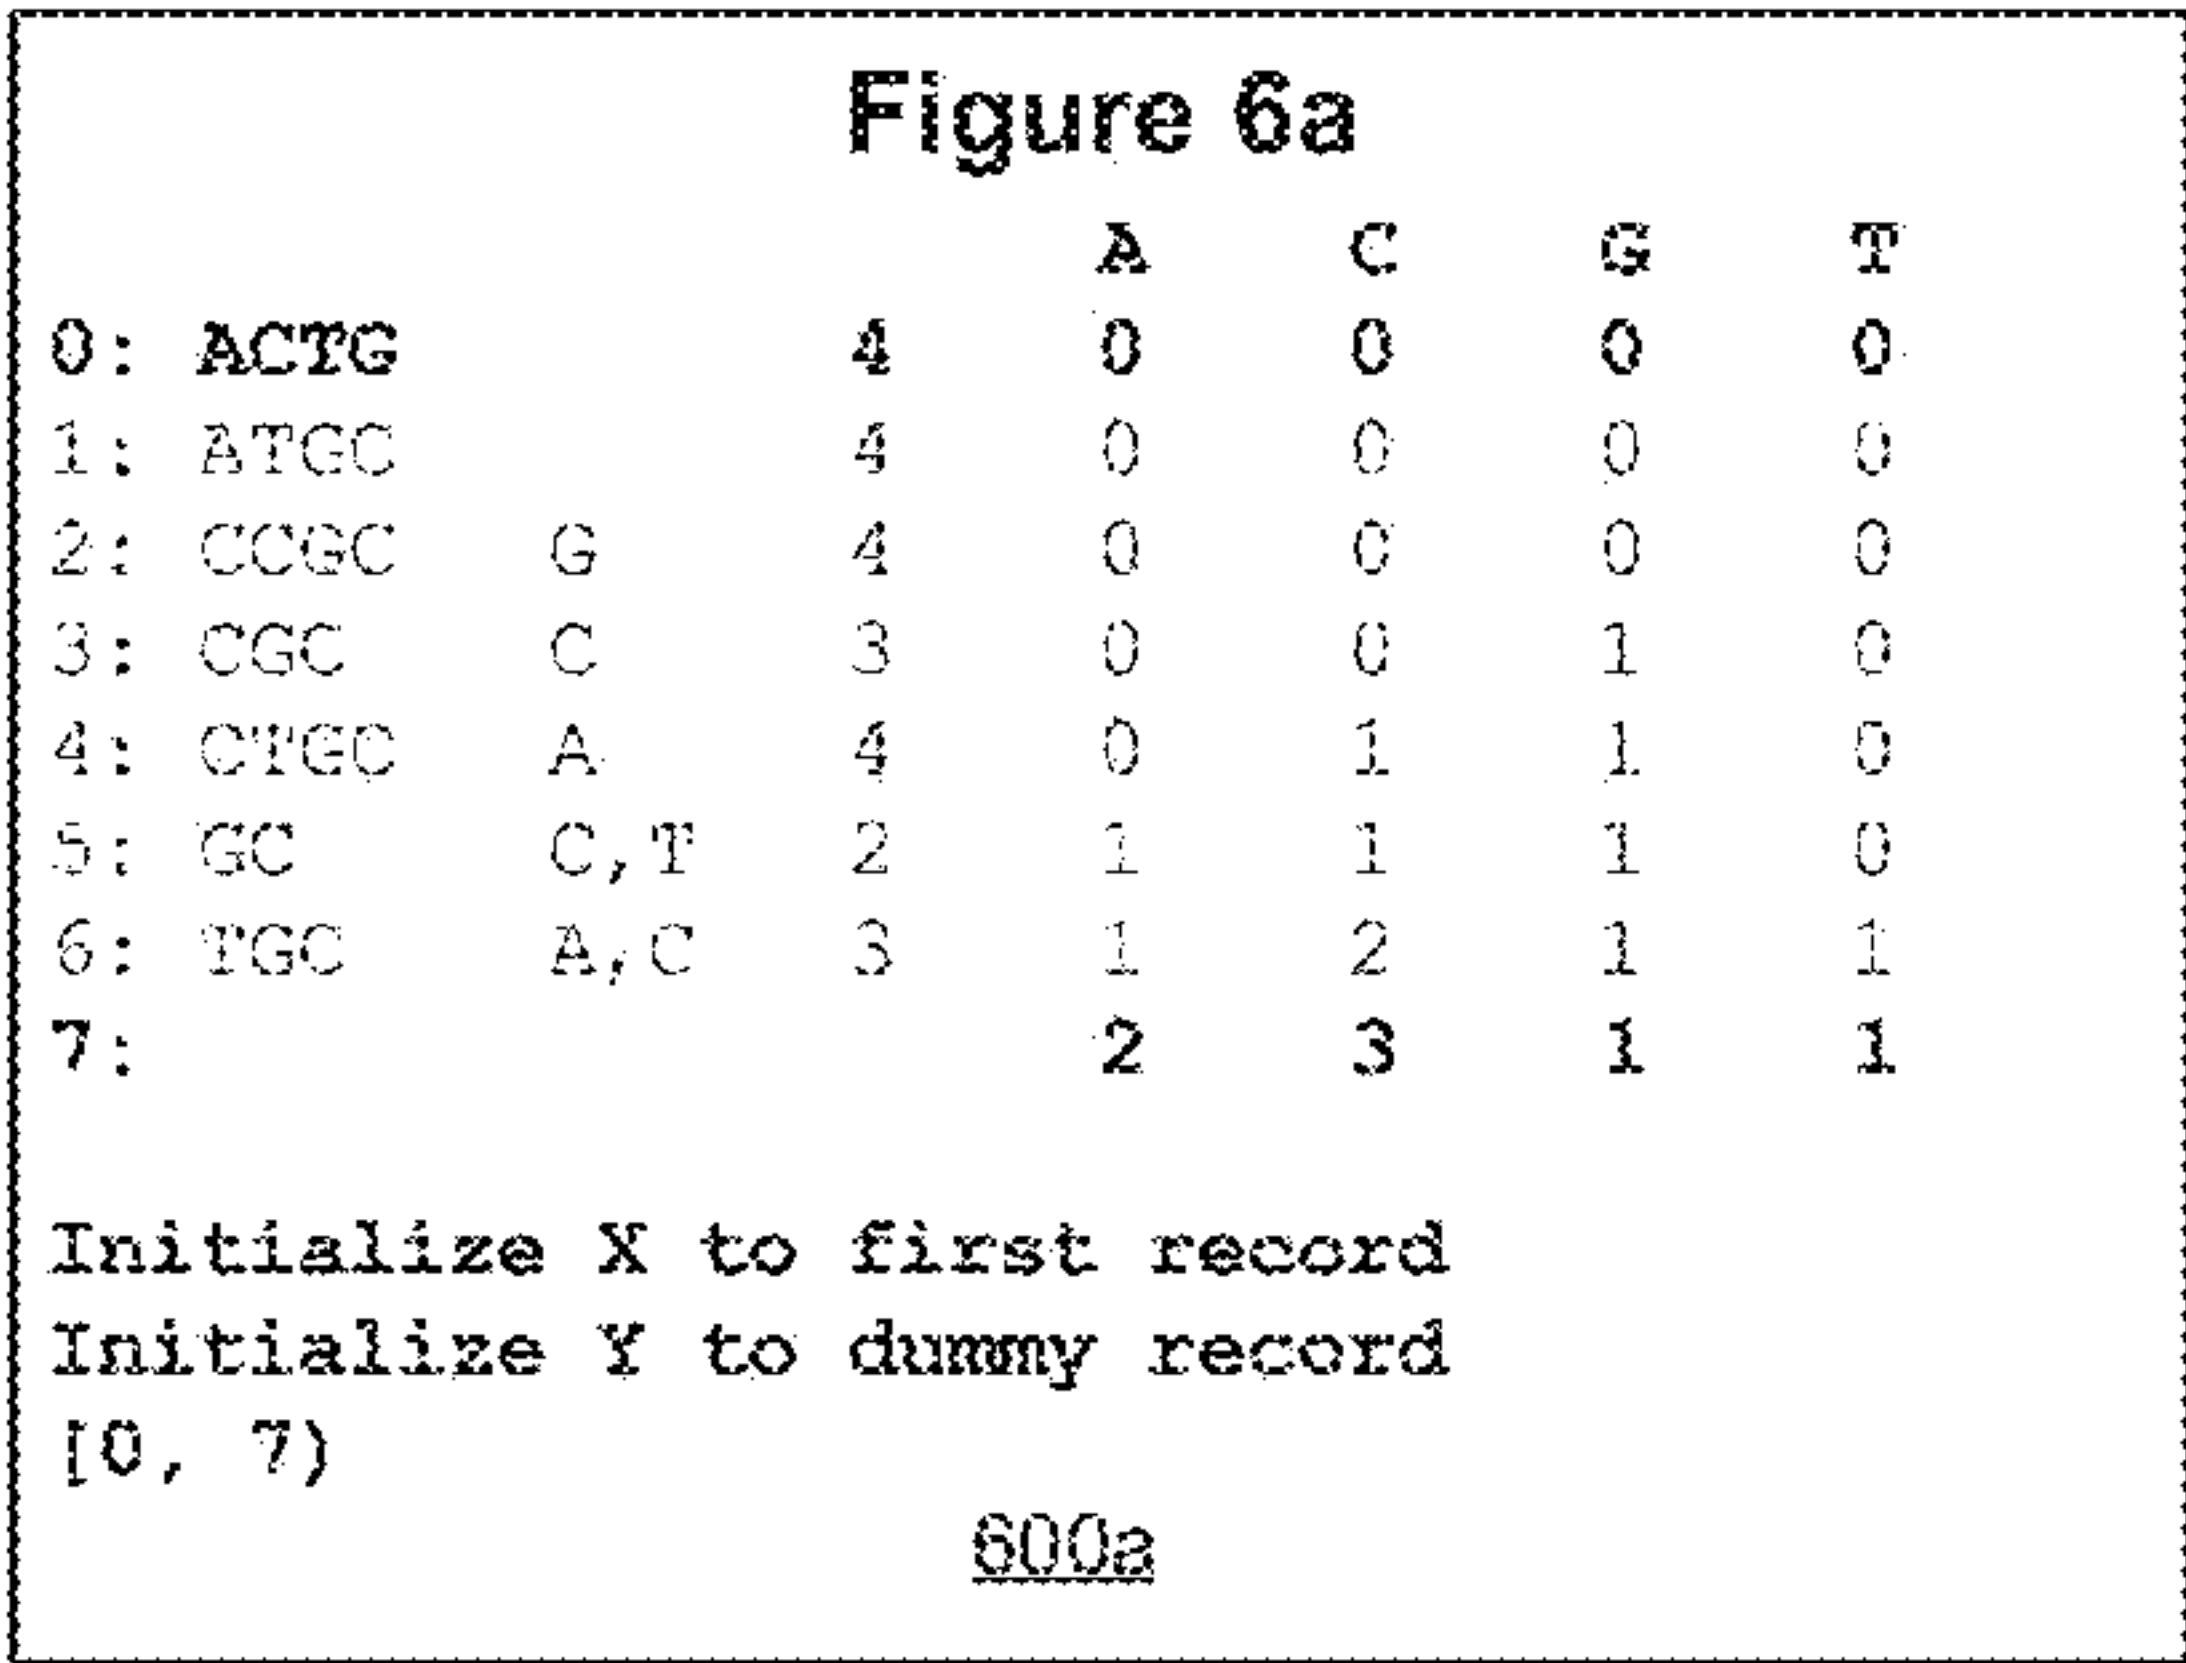 Figure 6a
A C G T
0: ACTG 4 0 0 0 0
1: ATGC 4 0 0 0 0
2: CCGC G 4 0 0 0 0
3: CGC C 3 0 0 1 0
4: CTGC A 4 0 1 1 0
5: GC C,T 2 1 1 1 0
6: TGC A,C 3 1 2 1 1
7: 2 3 1 1
Initialize X to first record
Initialize Y to dummy record
[0, 7)
600a